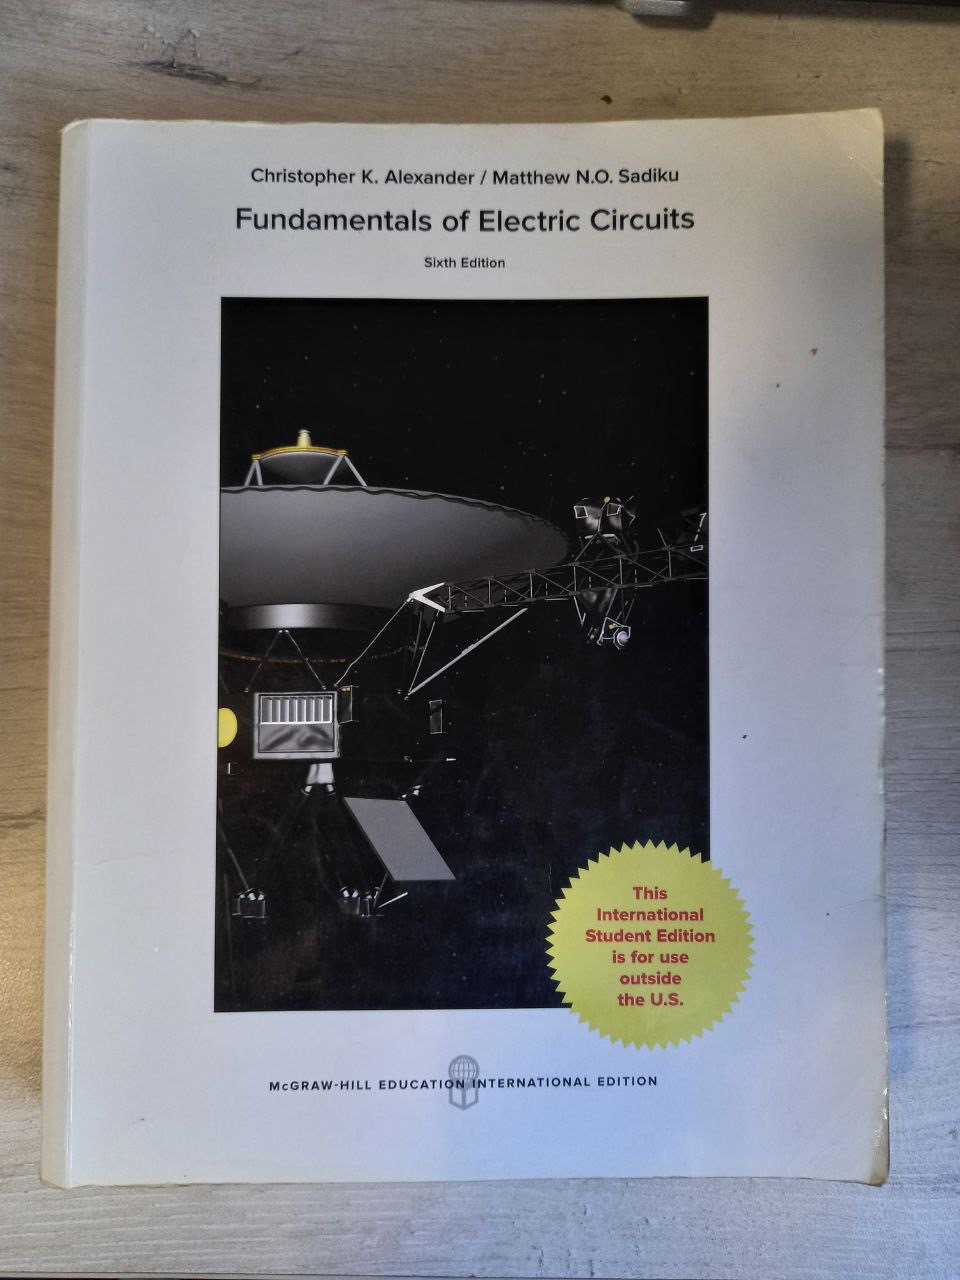 Christopher K. Alexander / Matthew N.O. Sadiku
Fundamentals of Electric Circuits
Sixth Edition
This
International
Student Edition
is for use
outside
the U.S.
McGRAW-HILL EDUCATION INTERNATIONAL EDITION